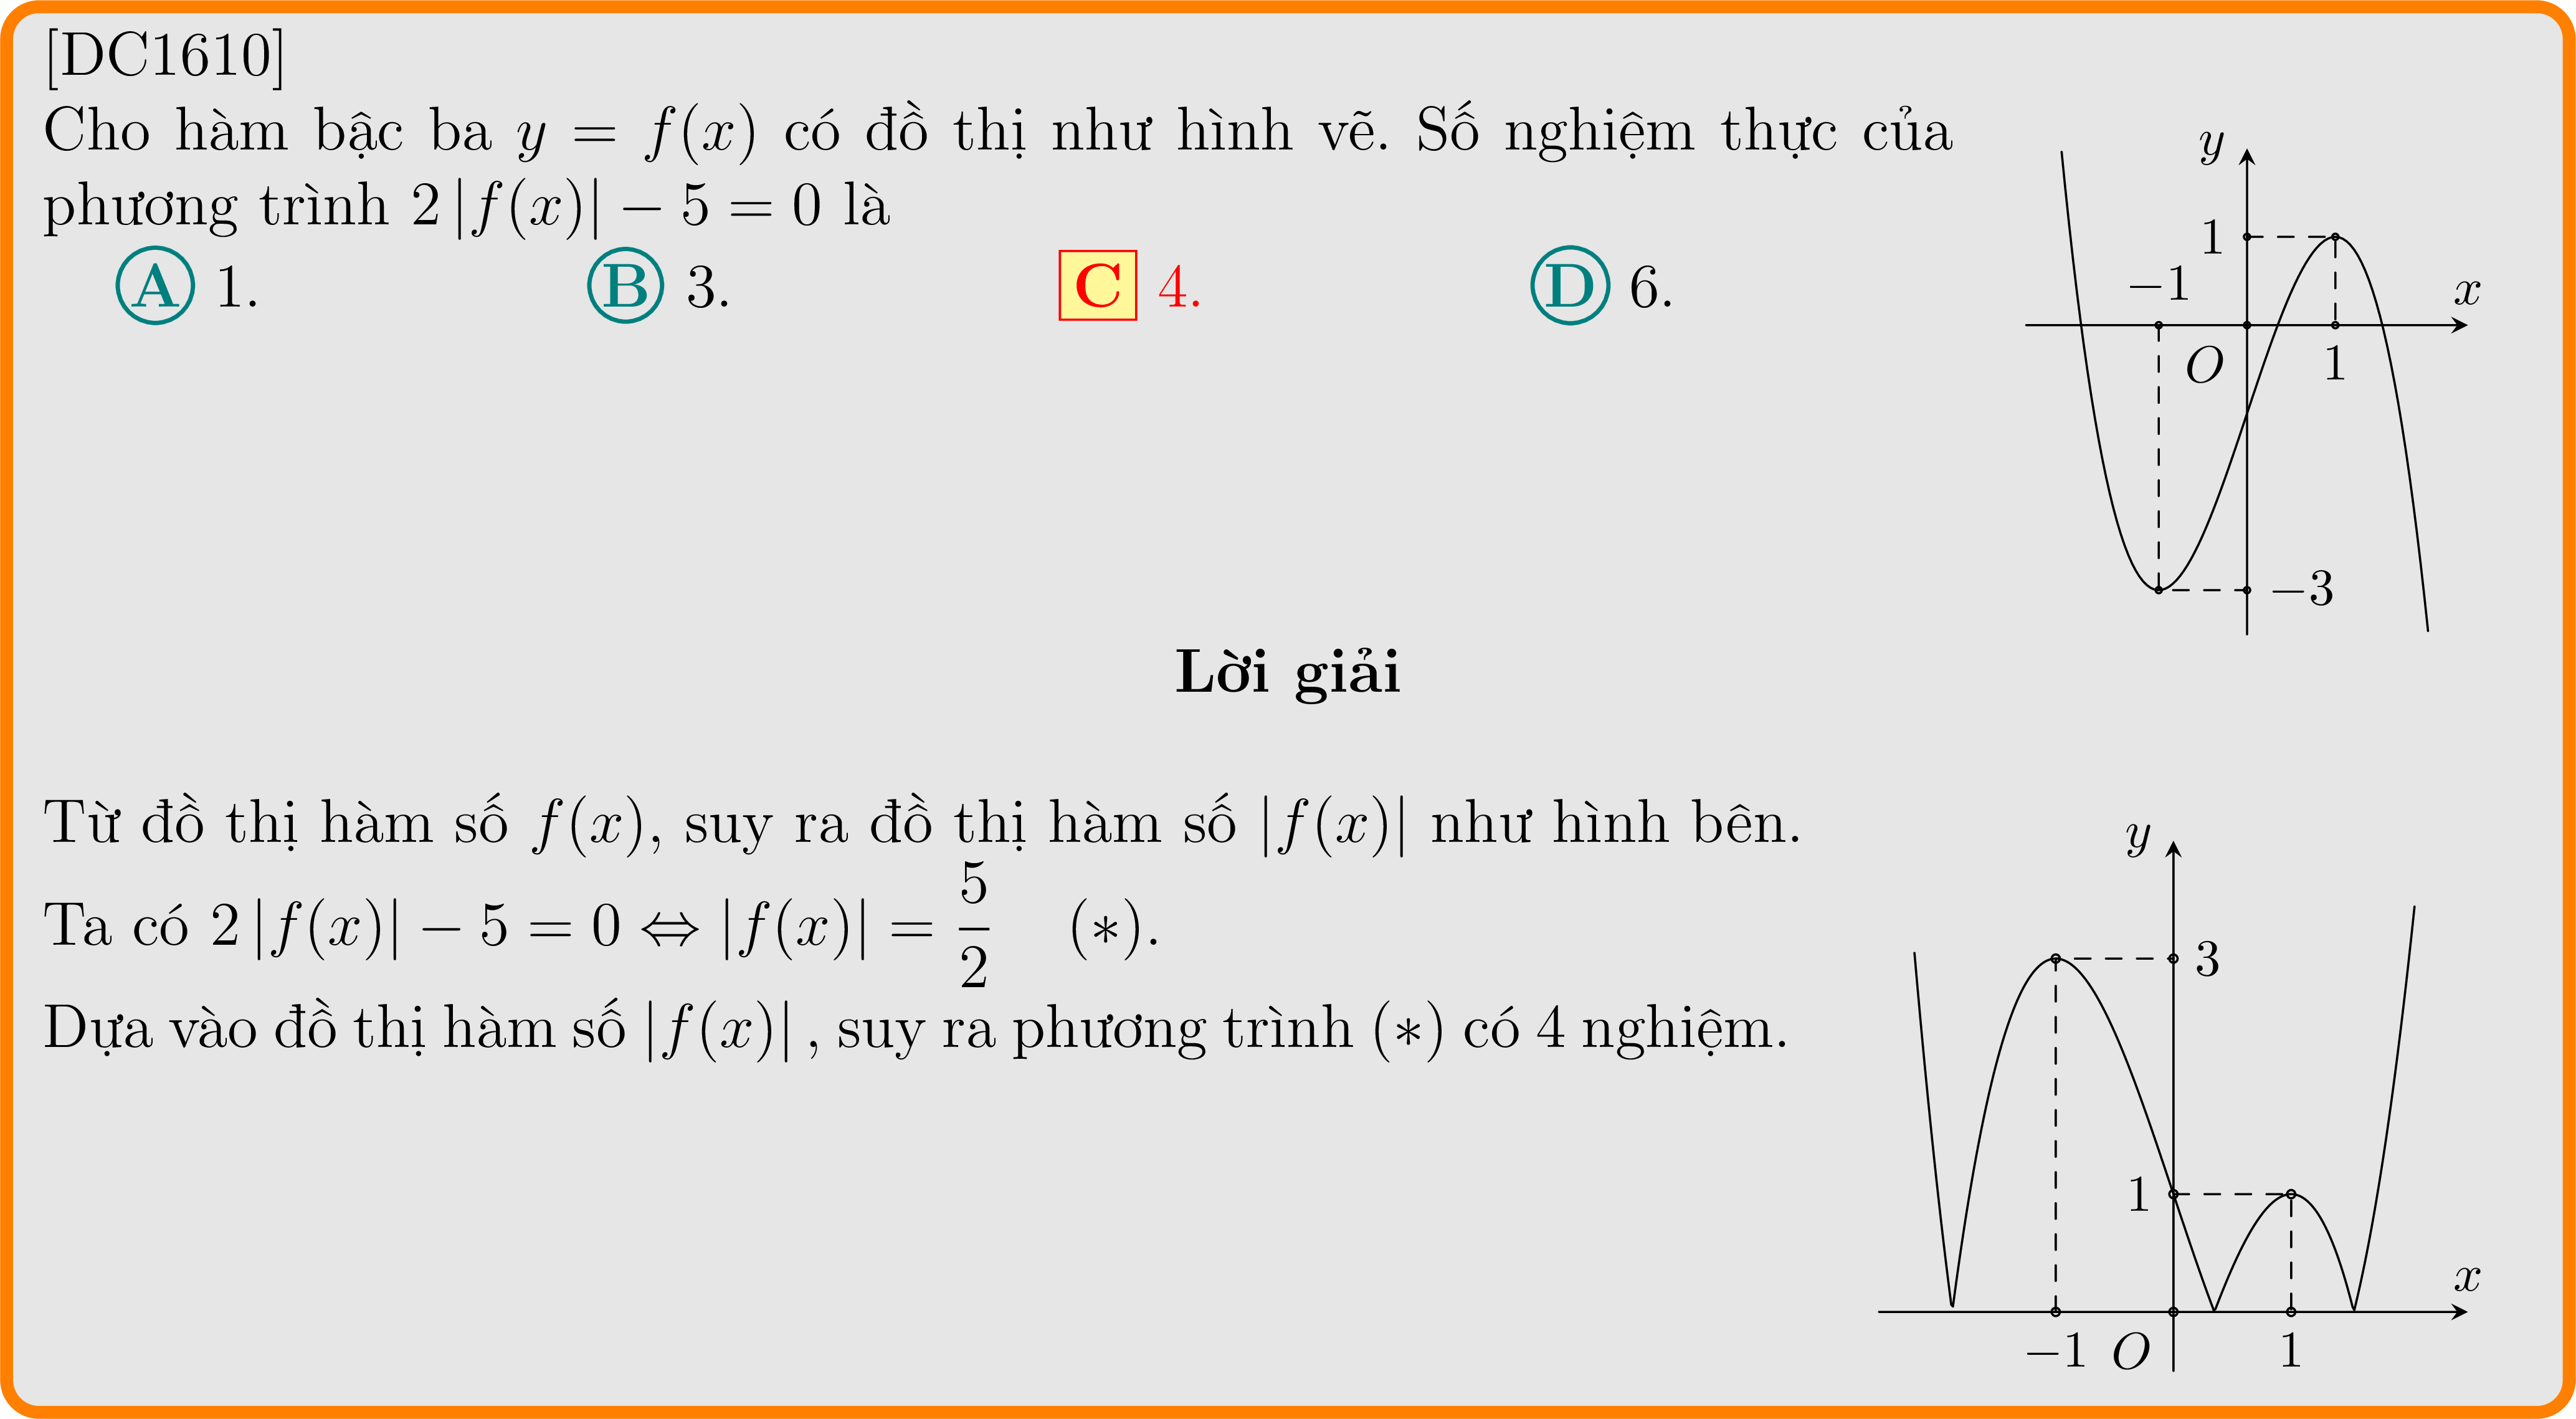 [DC1610]
Cho hàm bậc ba y = f(x) có đồ thị như hình vẽ. Số nghiệm thực của
phương trình 2|f(x)| − 5 = 0 là
A 1. B 3. C 4. D 6.
y
1
−1
x
O
1
−3
Lời giải
Từ đồ thị hàm số f(x), suy ra đồ thị hàm số |f(x)| như hình bên.
Ta có 2|f(x)| − 5 = 0 ⇔ |f(x)| = 5/2 (∗).
Dựa vào đồ thị hàm số |f(x)| , suy ra phương trình (∗) có 4 nghiệm.
y
3
1
x
−1 O 1